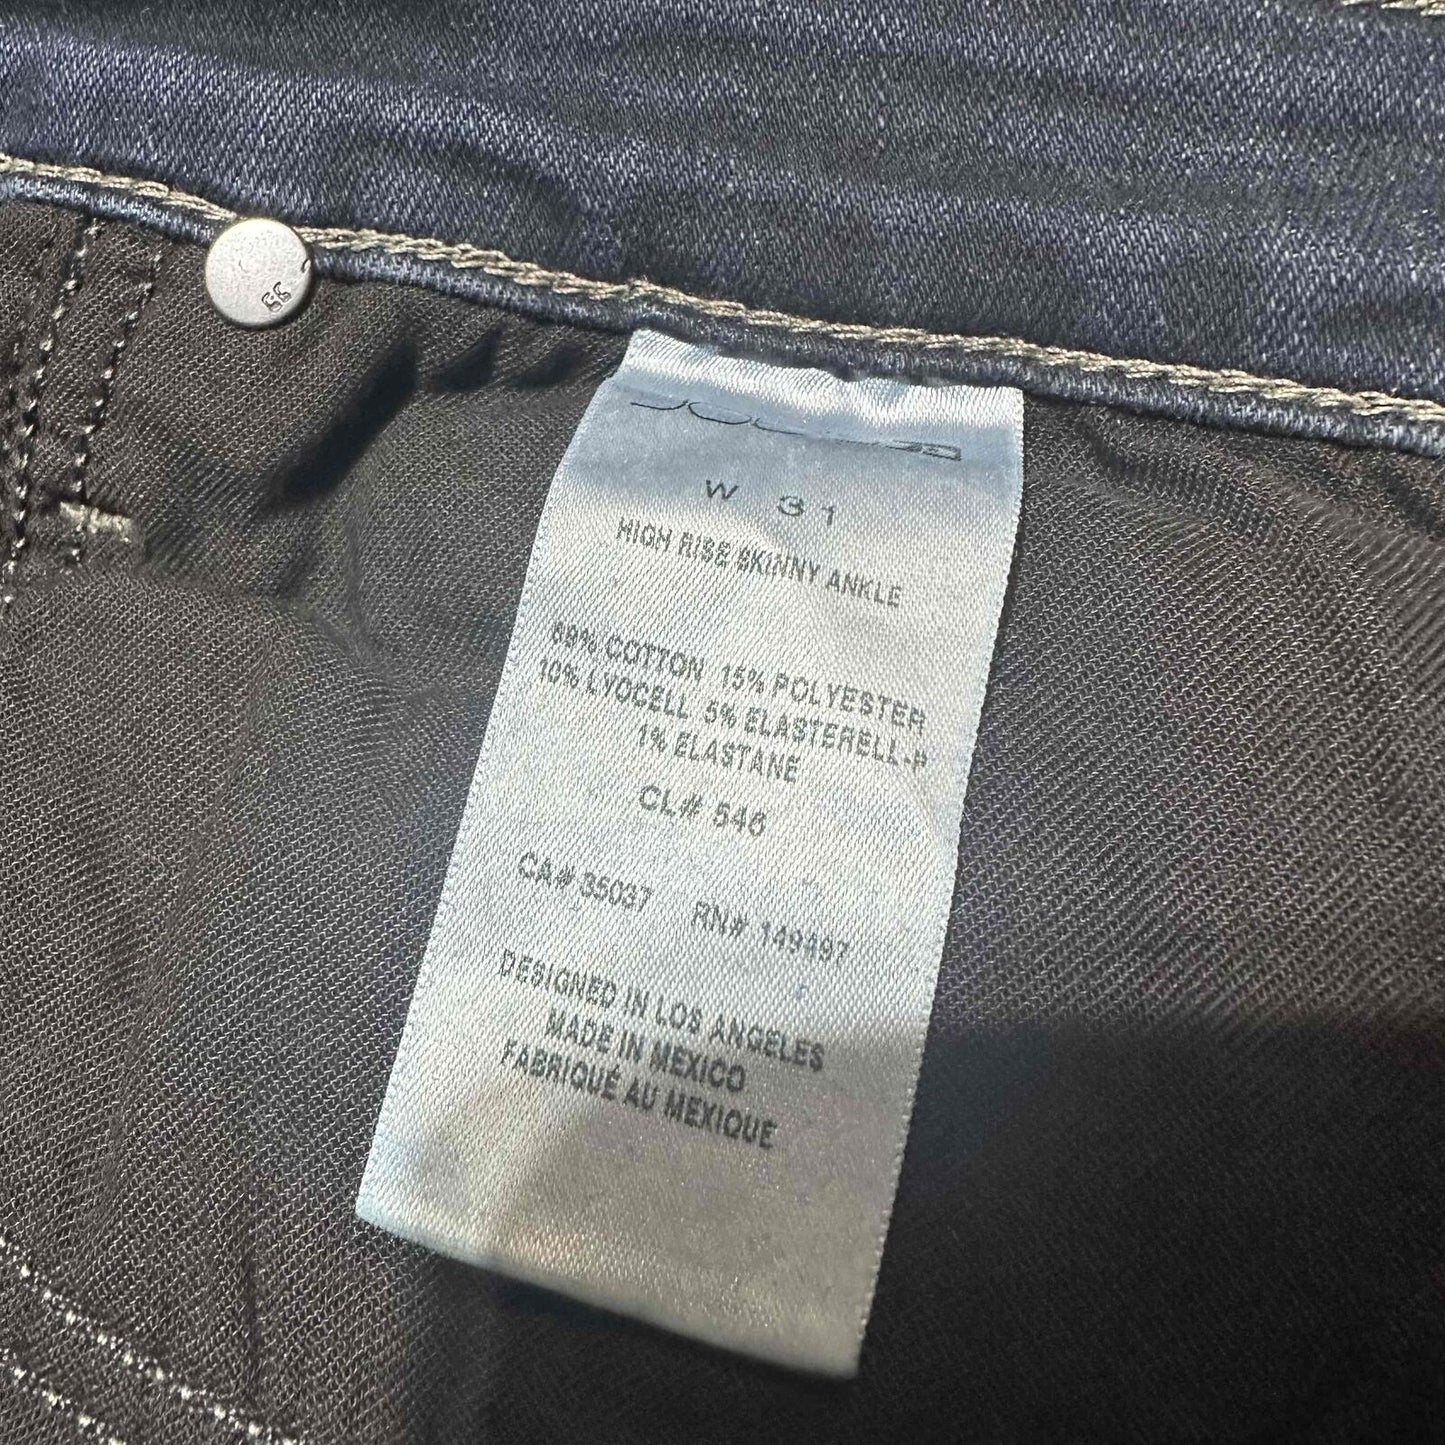 W 31
HIGH RISE SKINNY ANKLE
69% COTTON 15% POLYESTER
10% LYOCELL 5% ELASTERELL-P
1% ELASTANE
CL# 546
CA# 35037 RN# 149497
DESIGNED IN LOS ANGELES
MADE IN MEXICO
FABRIQUÉ AU MEXIQUE